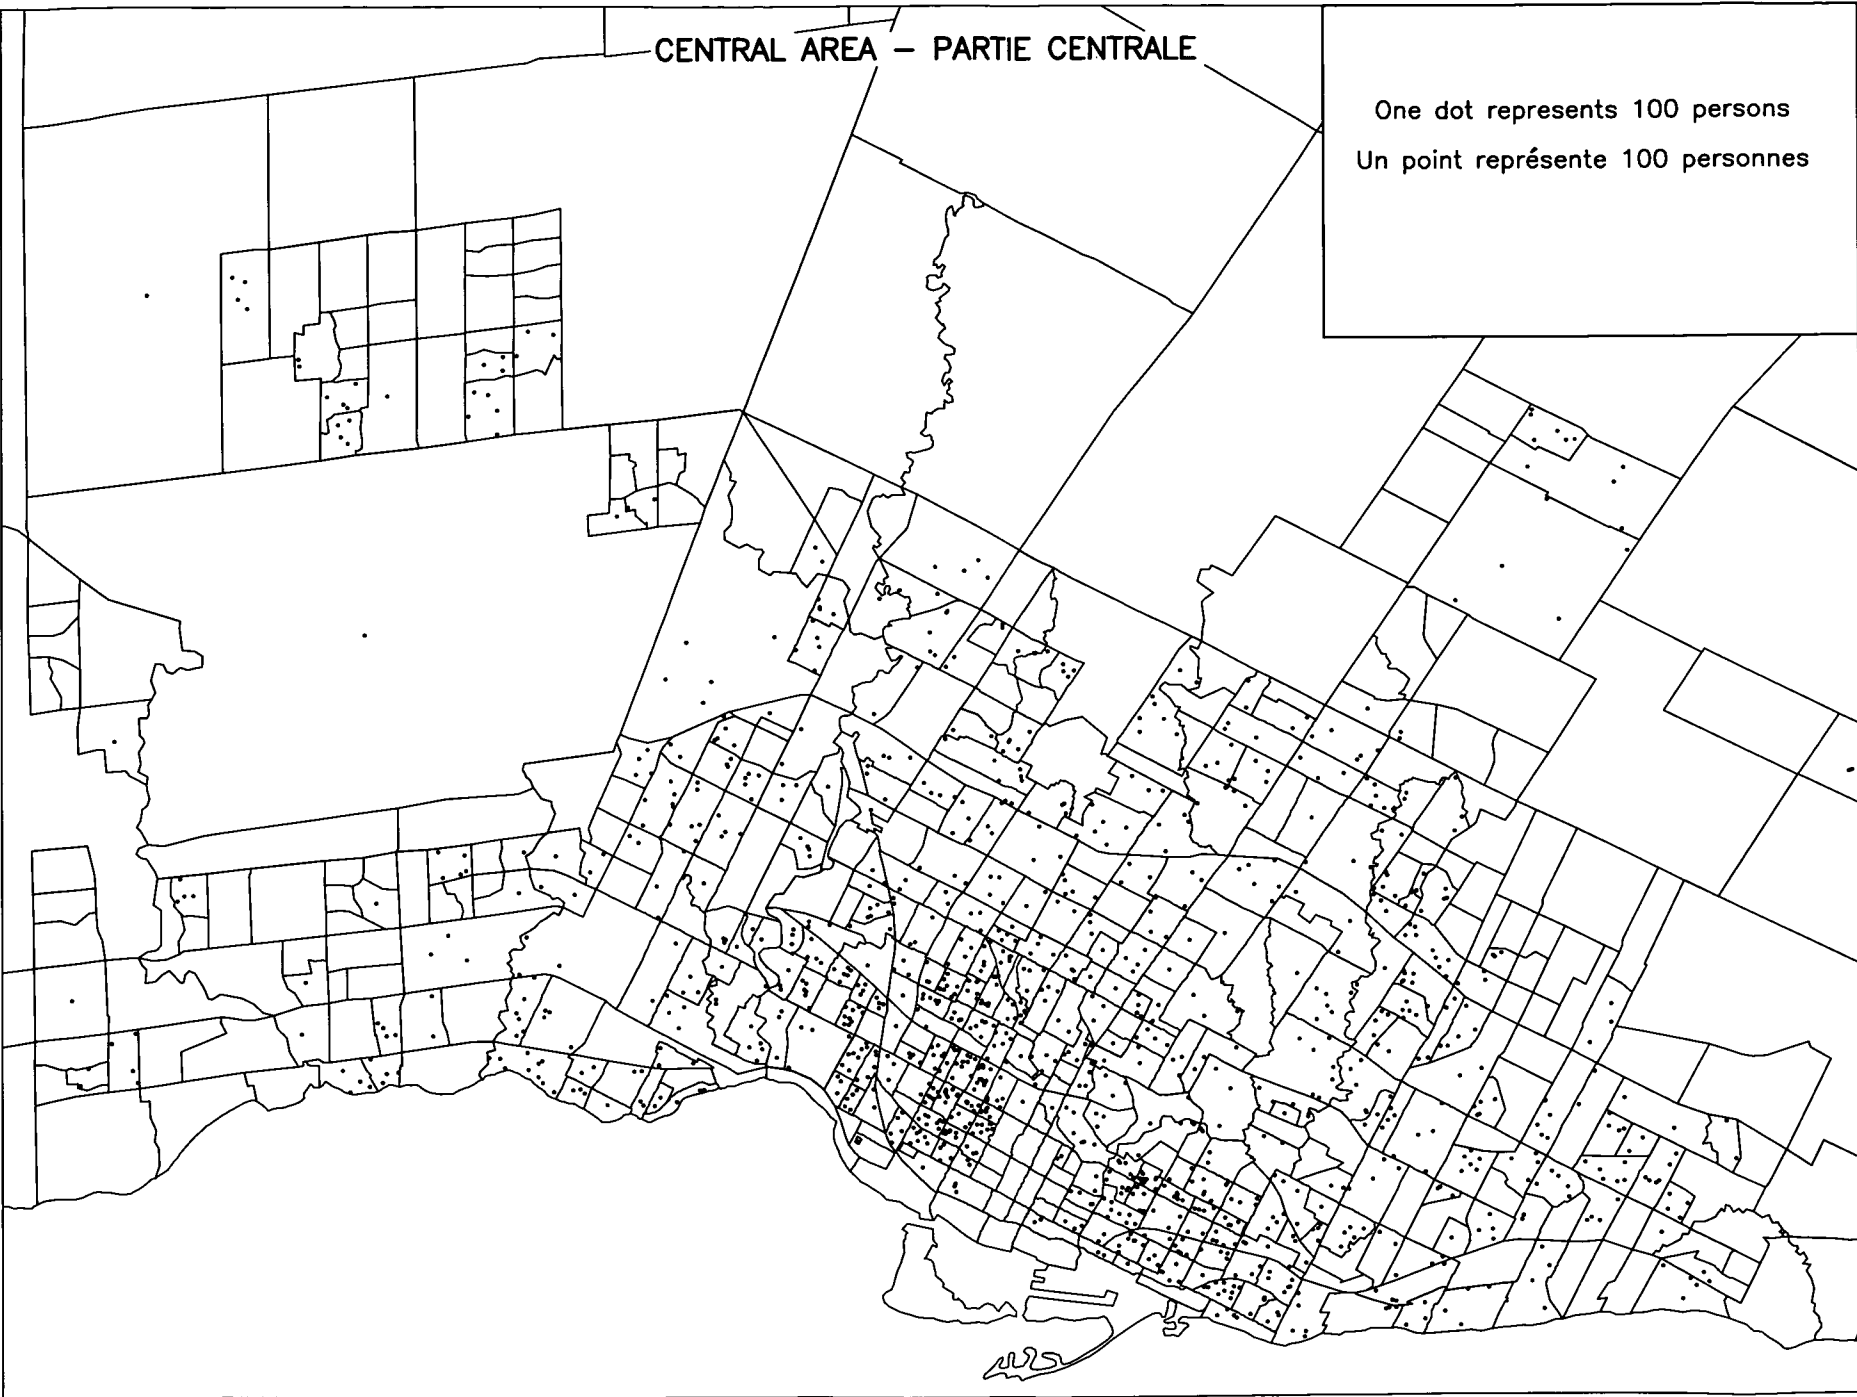 CENTRAL AREA – PARTIE CENTRALE
One dot represents 100 persons
Un point représente 100 personnes